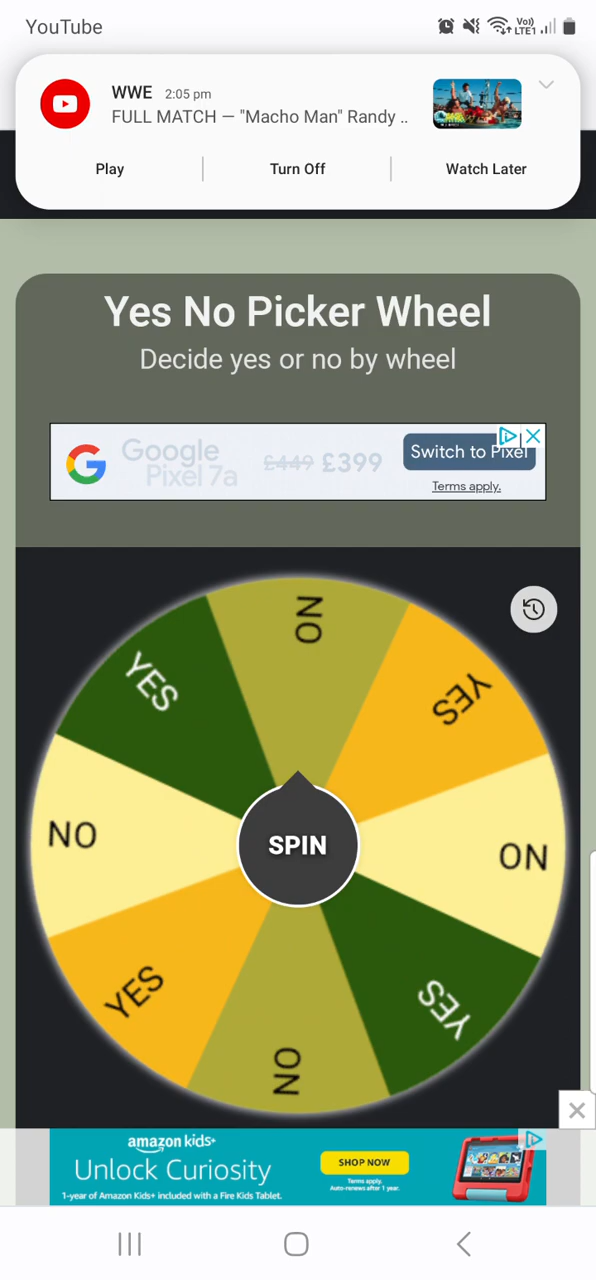 YouTube
Vo))
LTE1
WWE 2:05 pm
FULL MATCH — "Macho Man" Randy ..
Play Turn Off Watch Later
Yes No Picker Wheel
Decide yes or no by wheel
Google
Pixel 7a
£449 £399
Switch to Pixel
Terms apply.
NO
YES
YES
NO
NO
SPIN
YES
YES
NO
amazon kids+
Unlock Curiosity
1-year of Amazon Kids+ included with a Fire Kids Tablet.
SHOP NOW
Terms apply.
Auto-renews after 1 year.